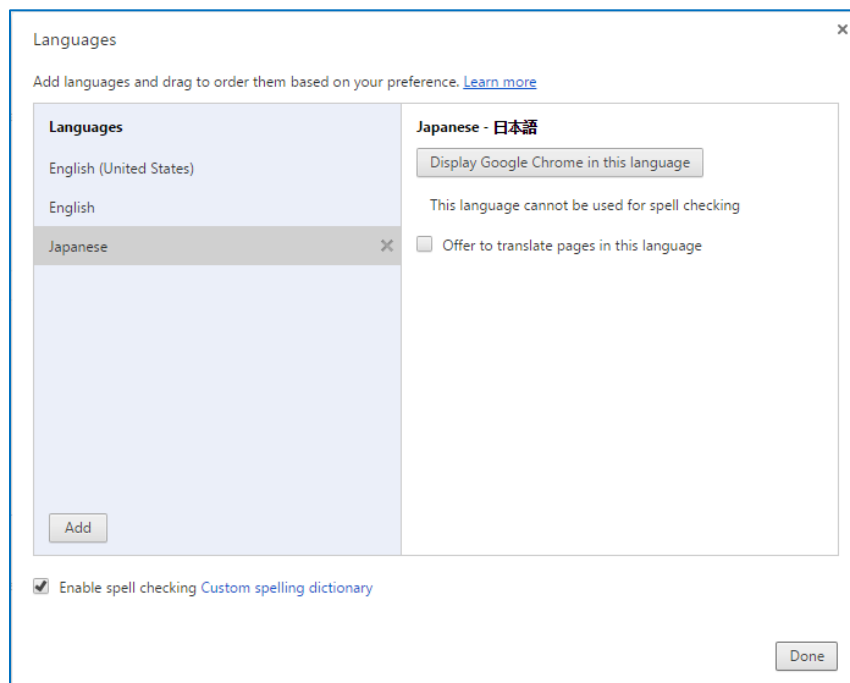 Languages
Add languages and drag to order them based on your preference. Learn more
Languages
English (United States)
English
Japanese
Add
Japanese - 日本語
Display Google Chrome in this language
This language cannot be used for spell checking
Offer to translate pages in this language
Enable spell checking Custom spelling dictionary
Done